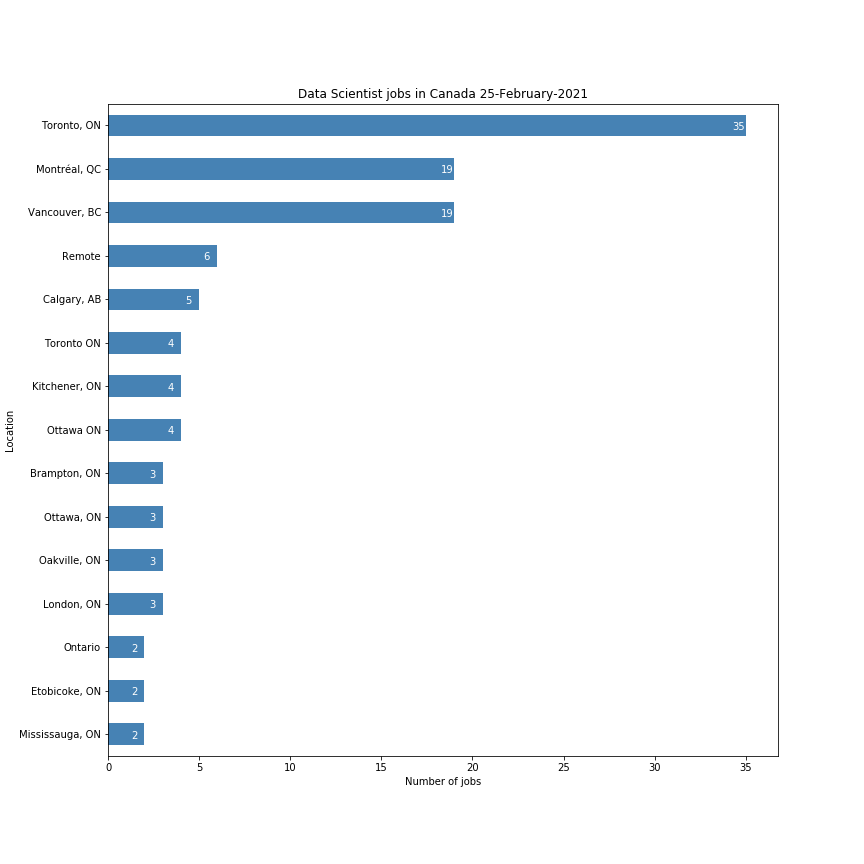 Data Scientist jobs in Canada 25-February-2021
Toronto, ON 35
Montréal, QC 19
Vancouver, BC 19
Remote 6
Calgary, AB 5
Toronto ON 4
Kitchener, ON 4
Ottawa ON 4
Brampton, ON 3
Ottawa, ON 3
Oakville, ON 3
London, ON 3
Ontario 2
Etobicoke, ON 2
Mississauga, ON 2
Location
0 5 10 15 20 25 30 35
Number of jobs